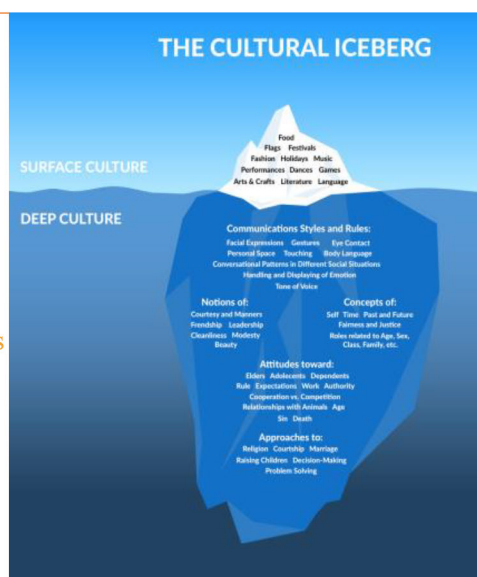 THE CULTURAL ICEBERG
Food
Flags Festivals
Fashion Holidays Music
Performances Dances Games
Arts & Crafts Literature Language
SURFACE CULTURE
DEEP CULTURE
Communications Styles and Rules:
Facial Expressions Gestures Eye Contact
Personal Space Touching Body Language
Conversational Patterns in Different Social Situations
Handling and Displaying of Emotion
Tone of Voice
Notions of:
Courtesy and Manners
Friendship Leadership
Cleanliness Modesty
Beauty
Concepts of:
Self Time Past and Future
Fairness and Justice
Roles related to Age, Sex,
Class, Family, etc.
s
Attitudes toward:
Elders Adolecents Dependents
Rule Expectations Work Authority
Cooperation vs. Competition
Relationships with Animals Age
Sin Death
Approaches to:
Religion Courtship Marriage
Raising Children Decision-Making
Problem Solving